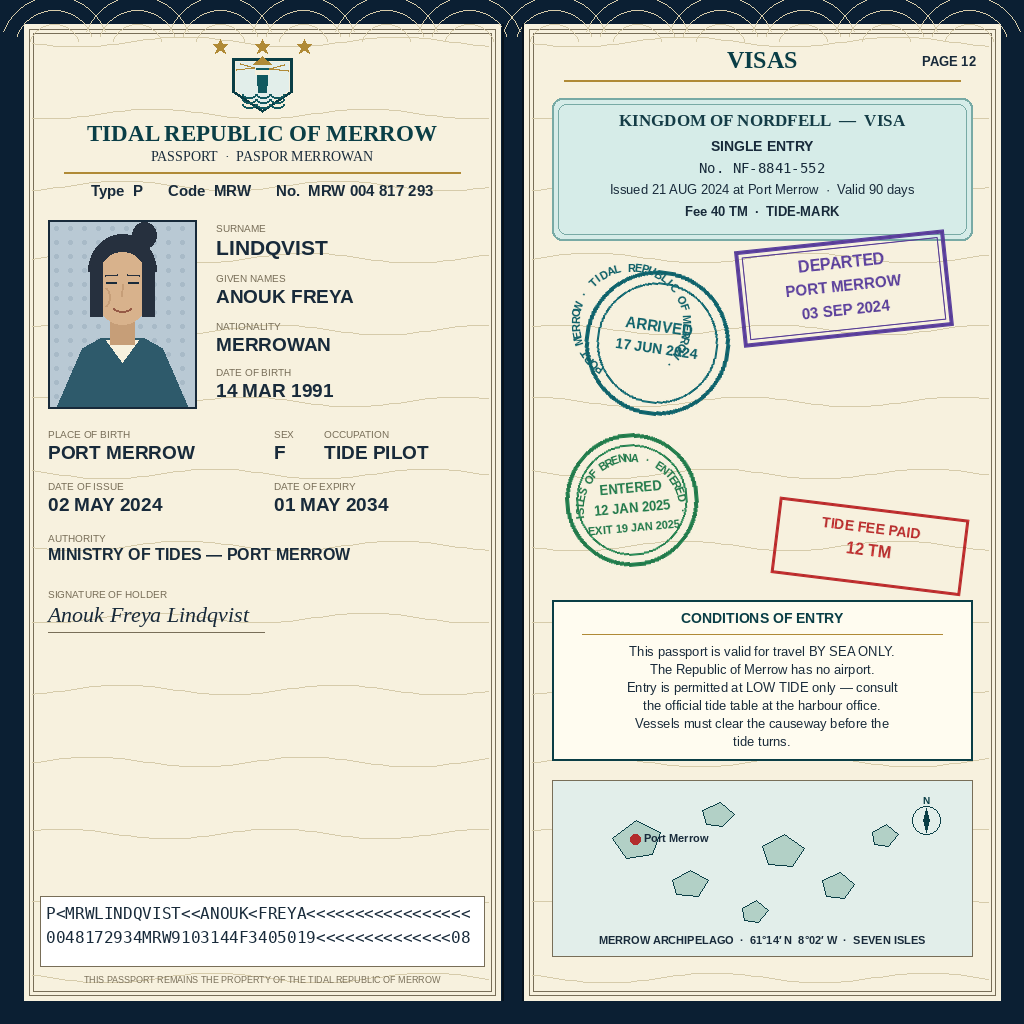 TIDAL REPUBLIC OF MERROW
PASSPORT · PASPOR MERROWAN
Type P Code MRW No. MRW 004 817 293
SURNAME
LINDQVIST
GIVEN NAMES
ANOUK FREYA
NATIONALITY
MERROWAN
DATE OF BIRTH
14 MAR 1991
PLACE OF BIRTH SEX OCCUPATION
PORT MERROW F TIDE PILOT
DATE OF ISSUE DATE OF EXPIRY
02 MAY 2024 01 MAY 2034
AUTHORITY
MINISTRY OF TIDES — PORT MERROW
SIGNATURE OF HOLDER
Anouk Freya Lindqvist
P<MRWLINDQVIST<<ANOUK<FREYA<<<<<<<<<<<<<<<<<
0048172934MRW9103144F3405019<<<<<<<<<<<<<<08
THIS PASSPORT REMAINS THE PROPERTY OF THE TIDAL REPUBLIC OF MERROW
VISAS
PAGE 12
KINGDOM OF NORDFELL — VISA
SINGLE ENTRY
No. NF-8841-552
Issued 21 AUG 2024 at Port Merrow · Valid 90 days
Fee 40 TM · TIDE-MARK
DEPARTED
PORT MERROW
03 SEP 2024
PORT MERROW · TIDAL REPUBLIC OF MERROW ·
ARRIVED
17 JUN 2024
ISLES OF BRENNA · ENTERED ·
ENTERED
12 JAN 2025
EXIT 19 JAN 2025
TIDE FEE PAID
12 TM
CONDITIONS OF ENTRY
This passport is valid for travel BY SEA ONLY.
The Republic of Merrow has no airport.
Entry is permitted at LOW TIDE only — consult
the official tide table at the harbour office.
Vessels must clear the causeway before the
tide turns.
N
Port Merrow
MERROW ARCHIPELAGO · 61°14′ N 8°02′ W · SEVEN ISLES